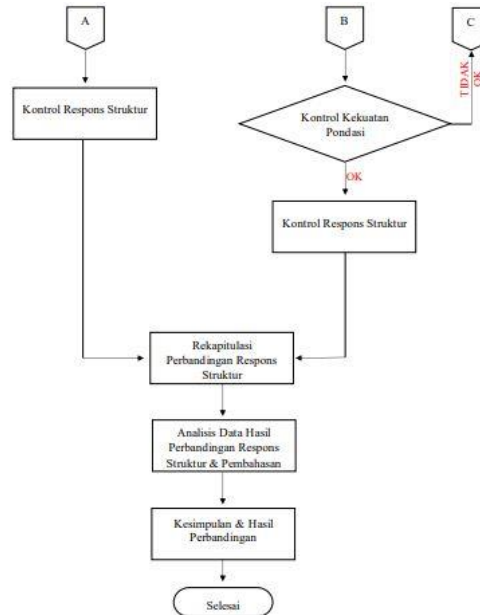 A
B
C
Kontrol Respons Struktur
Kontrol Kekuatan
Pondasi
TIDAK
OK
OK
Kontrol Respons Struktur
Rekapitulasi
Perbandingan Respons
Struktur
Analisis Data Hasil
Perbandingan Respons
Struktur & Pembahasan
Kesimpulan & Hasil
Perbandingan
Selesai